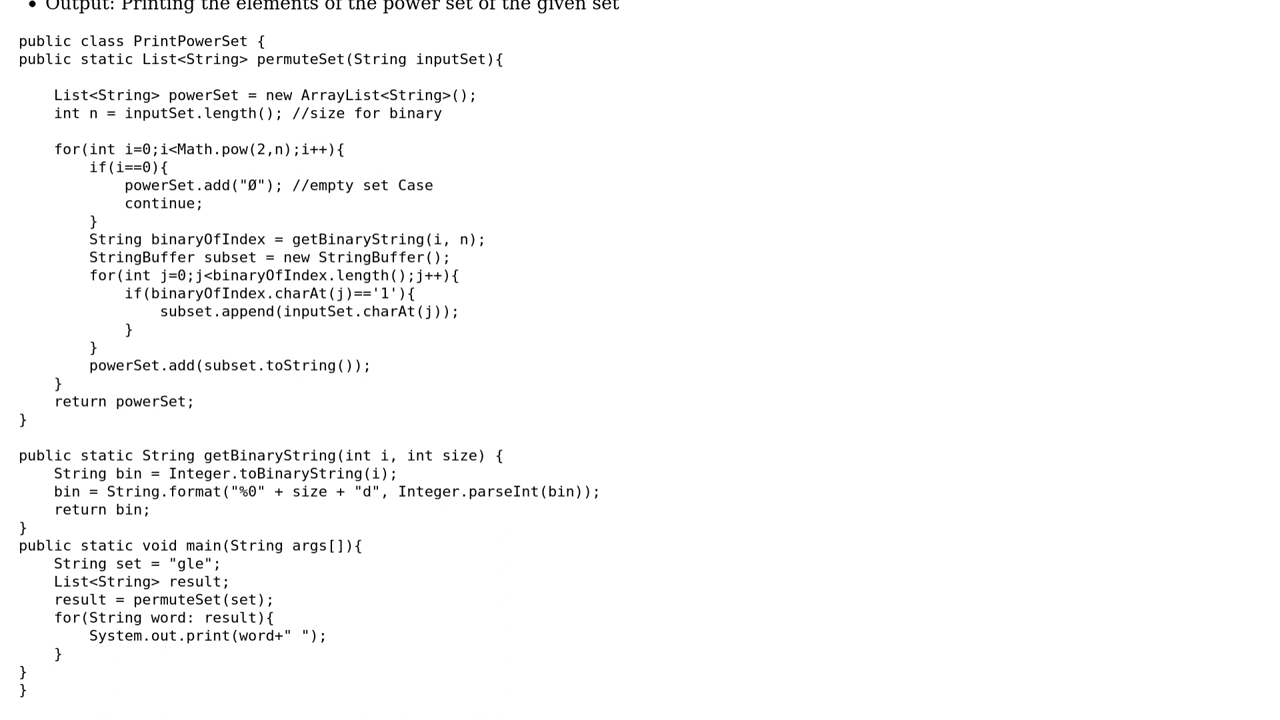 • Output: Printing the elements of the power set of the given set
public class PrintPowerSet {
public static List<String> permuteSet(String inputSet){
    List<String> powerSet = new ArrayList<String>();
    int n = inputSet.length(); //size for binary
    for(int i=0;i<Math.pow(2,n);i++){
        if(i==0){
            powerSet.add("Ø"); //empty set Case
            continue;
        }
        String binaryOfIndex = getBinaryString(i, n);
        StringBuffer subset = new StringBuffer();
        for(int j=0;j<binaryOfIndex.length();j++){
            if(binaryOfIndex.charAt(j)=='1'){
                subset.append(inputSet.charAt(j));
            }
        }
        powerSet.add(subset.toString());
    }
    return powerSet;
}
public static String getBinaryString(int i, int size) {
    String bin = Integer.toBinaryString(i);
    bin = String.format("%0" + size + "d", Integer.parseInt(bin));
    return bin;
}
public static void main(String args[]){
    String set = "gle";
    List<String> result;
    result = permuteSet(set);
    for(String word: result){
        System.out.print(word+" ");
    }
}
}